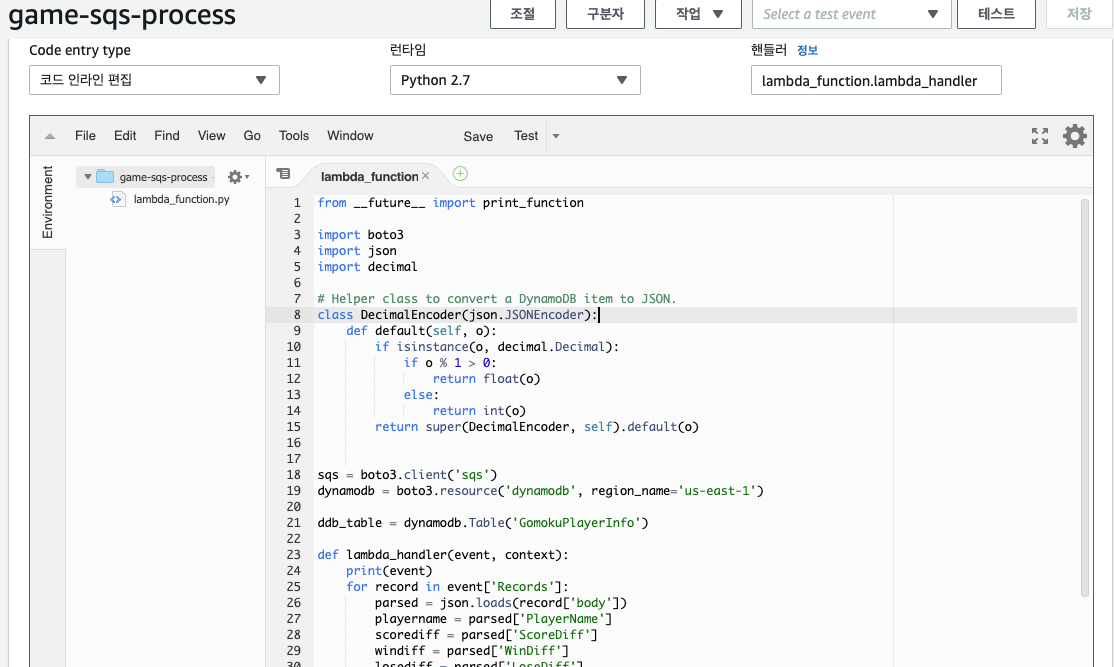 game-sqs-process
조절 구분자 작업 Select a test event 테스트 저장
Code entry type 런타임 핸들러 정보
코드 인라인 편집 Python 2.7 lambda_function.lambda_handler
File Edit Find View Go Tools Window Save Test
Environment
game-sqs-process
lambda_function.py
lambda_function
1 from __future__ import print_function
2
3 import boto3
4 import json
5 import decimal
6
7 # Helper class to convert a DynamoDB item to JSON.
8 class DecimalEncoder(json.JSONEncoder):
9     def default(self, o):
10         if isinstance(o, decimal.Decimal):
11             if o % 1 > 0:
12                 return float(o)
13             else:
14                 return int(o)
15         return super(DecimalEncoder, self).default(o)
16
17
18 sqs = boto3.client('sqs')
19 dynamodb = boto3.resource('dynamodb', region_name='us-east-1')
20
21 ddb_table = dynamodb.Table('GomokuPlayerInfo')
22
23 def lambda_handler(event, context):
24     print(event)
25     for record in event['Records']:
26         parsed = json.loads(record['body'])
27         playername = parsed['PlayerName']
28         scorediff = parsed['ScoreDiff']
29         windiff = parsed['WinDiff']
30         losediff = parsed['LoseDiff']